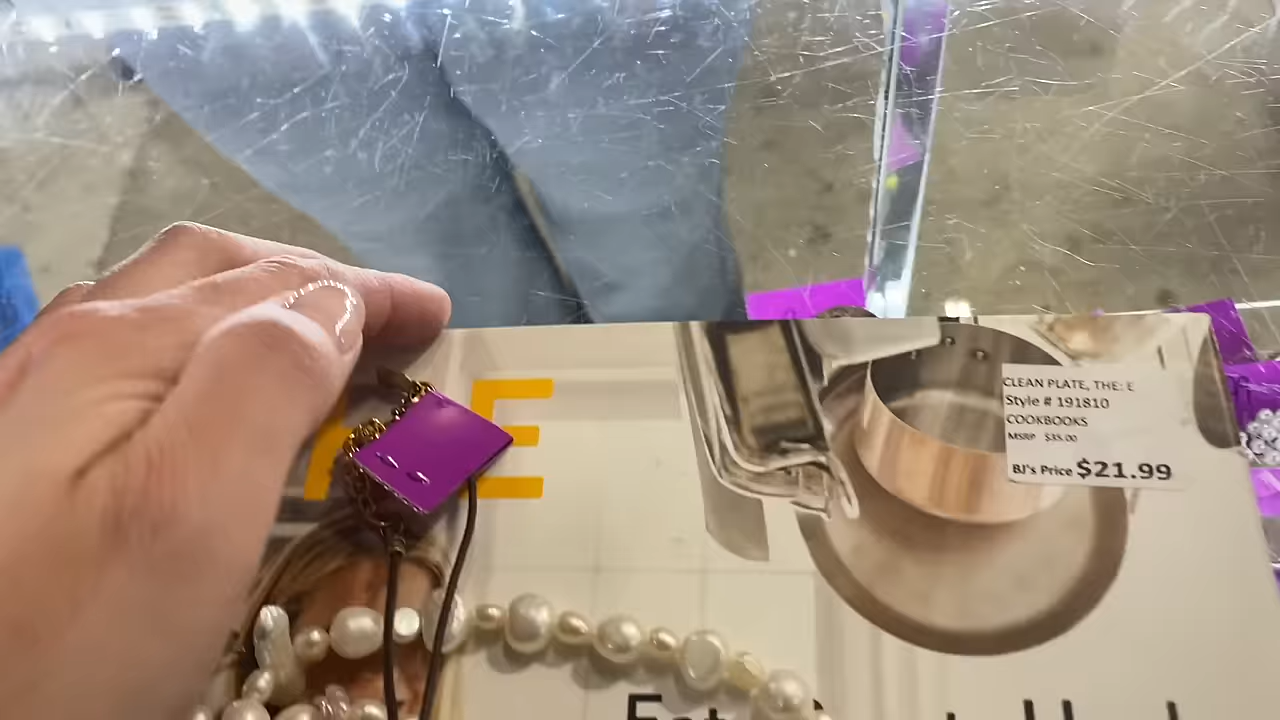 E
CLEAN PLATE, THE: E
Style # 191810
COOKBOOKS
MSRP $35.00
BJ's Price $21.99